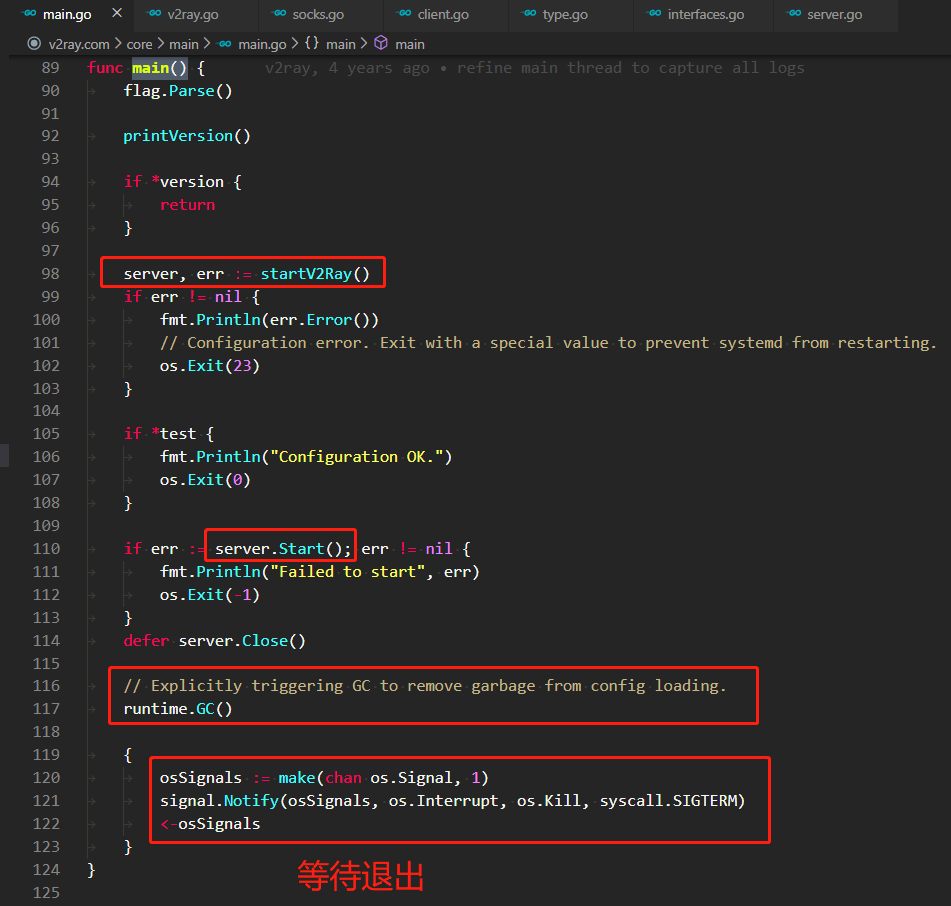 main.go
v2ray.go
socks.go
client.go
type.go
interfaces.go
server.go
v2ray.com > core > main > main.go > {} main > main
89 func main() { v2ray, 4 years ago • refine main thread to capture all logs
90 flag.Parse()
91
92 printVersion()
93
94 if *version {
95 return
96 }
97
98 server, err := startV2Ray()
99 if err != nil {
100 fmt.Println(err.Error())
101 // Configuration error. Exit with a special value to prevent systemd from restarting.
102 os.Exit(23)
103 }
104
105 if *test {
106 fmt.Println("Configuration OK.")
107 os.Exit(0)
108 }
109
110 if err := server.Start(); err != nil {
111 fmt.Println("Failed to start", err)
112 os.Exit(-1)
113 }
114 defer server.Close()
115
116 // Explicitly triggering GC to remove garbage from config loading.
117 runtime.GC()
118
119 {
120 osSignals := make(chan os.Signal, 1)
121 signal.Notify(osSignals, os.Interrupt, os.Kill, syscall.SIGTERM)
122 <-osSignals
123 }
124 }
等待退出
125